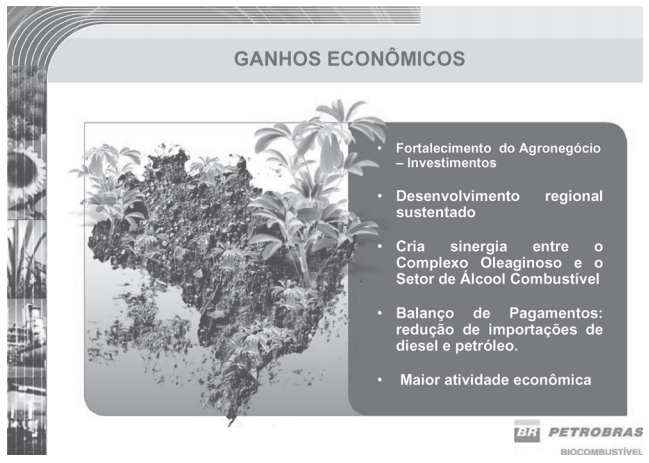 GANHOS ECONÔMICOS
• Fortalecimento do Agronegócio
– Investimentos
• Desenvolvimento regional
sustentado
• Cria sinergia entre o
Complexo Oleaginoso e o
Setor de Álcool Combustível
• Balanço de Pagamentos:
redução de importações de
diesel e petróleo.
• Maior atividade econômica
BR PETROBRAS
BIOCOMBUSTÍVEL